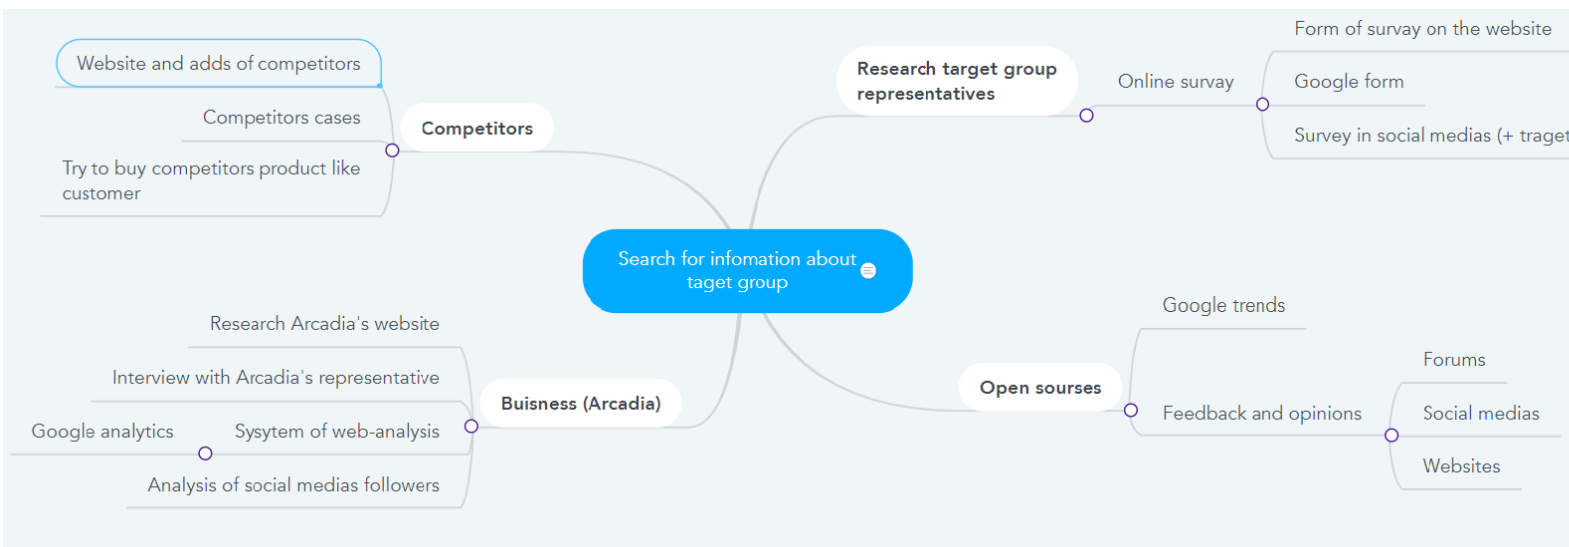 Website and adds of competitors
Competitors cases
Try to buy competitors product like
customer
Competitors
Research target group
representatives
Online survay
Form of survay on the website
Google form
Survey in social medias (+ traget
Search for infomation about
taget group
Research Arcadia's website
Interview with Arcadia's representative
Google analytics
Sysytem of web-analysis
Analysis of social medias followers
Buisness (Arcadia)
Open sourses
Google trends
Feedback and opinions
Forums
Social medias
Websites